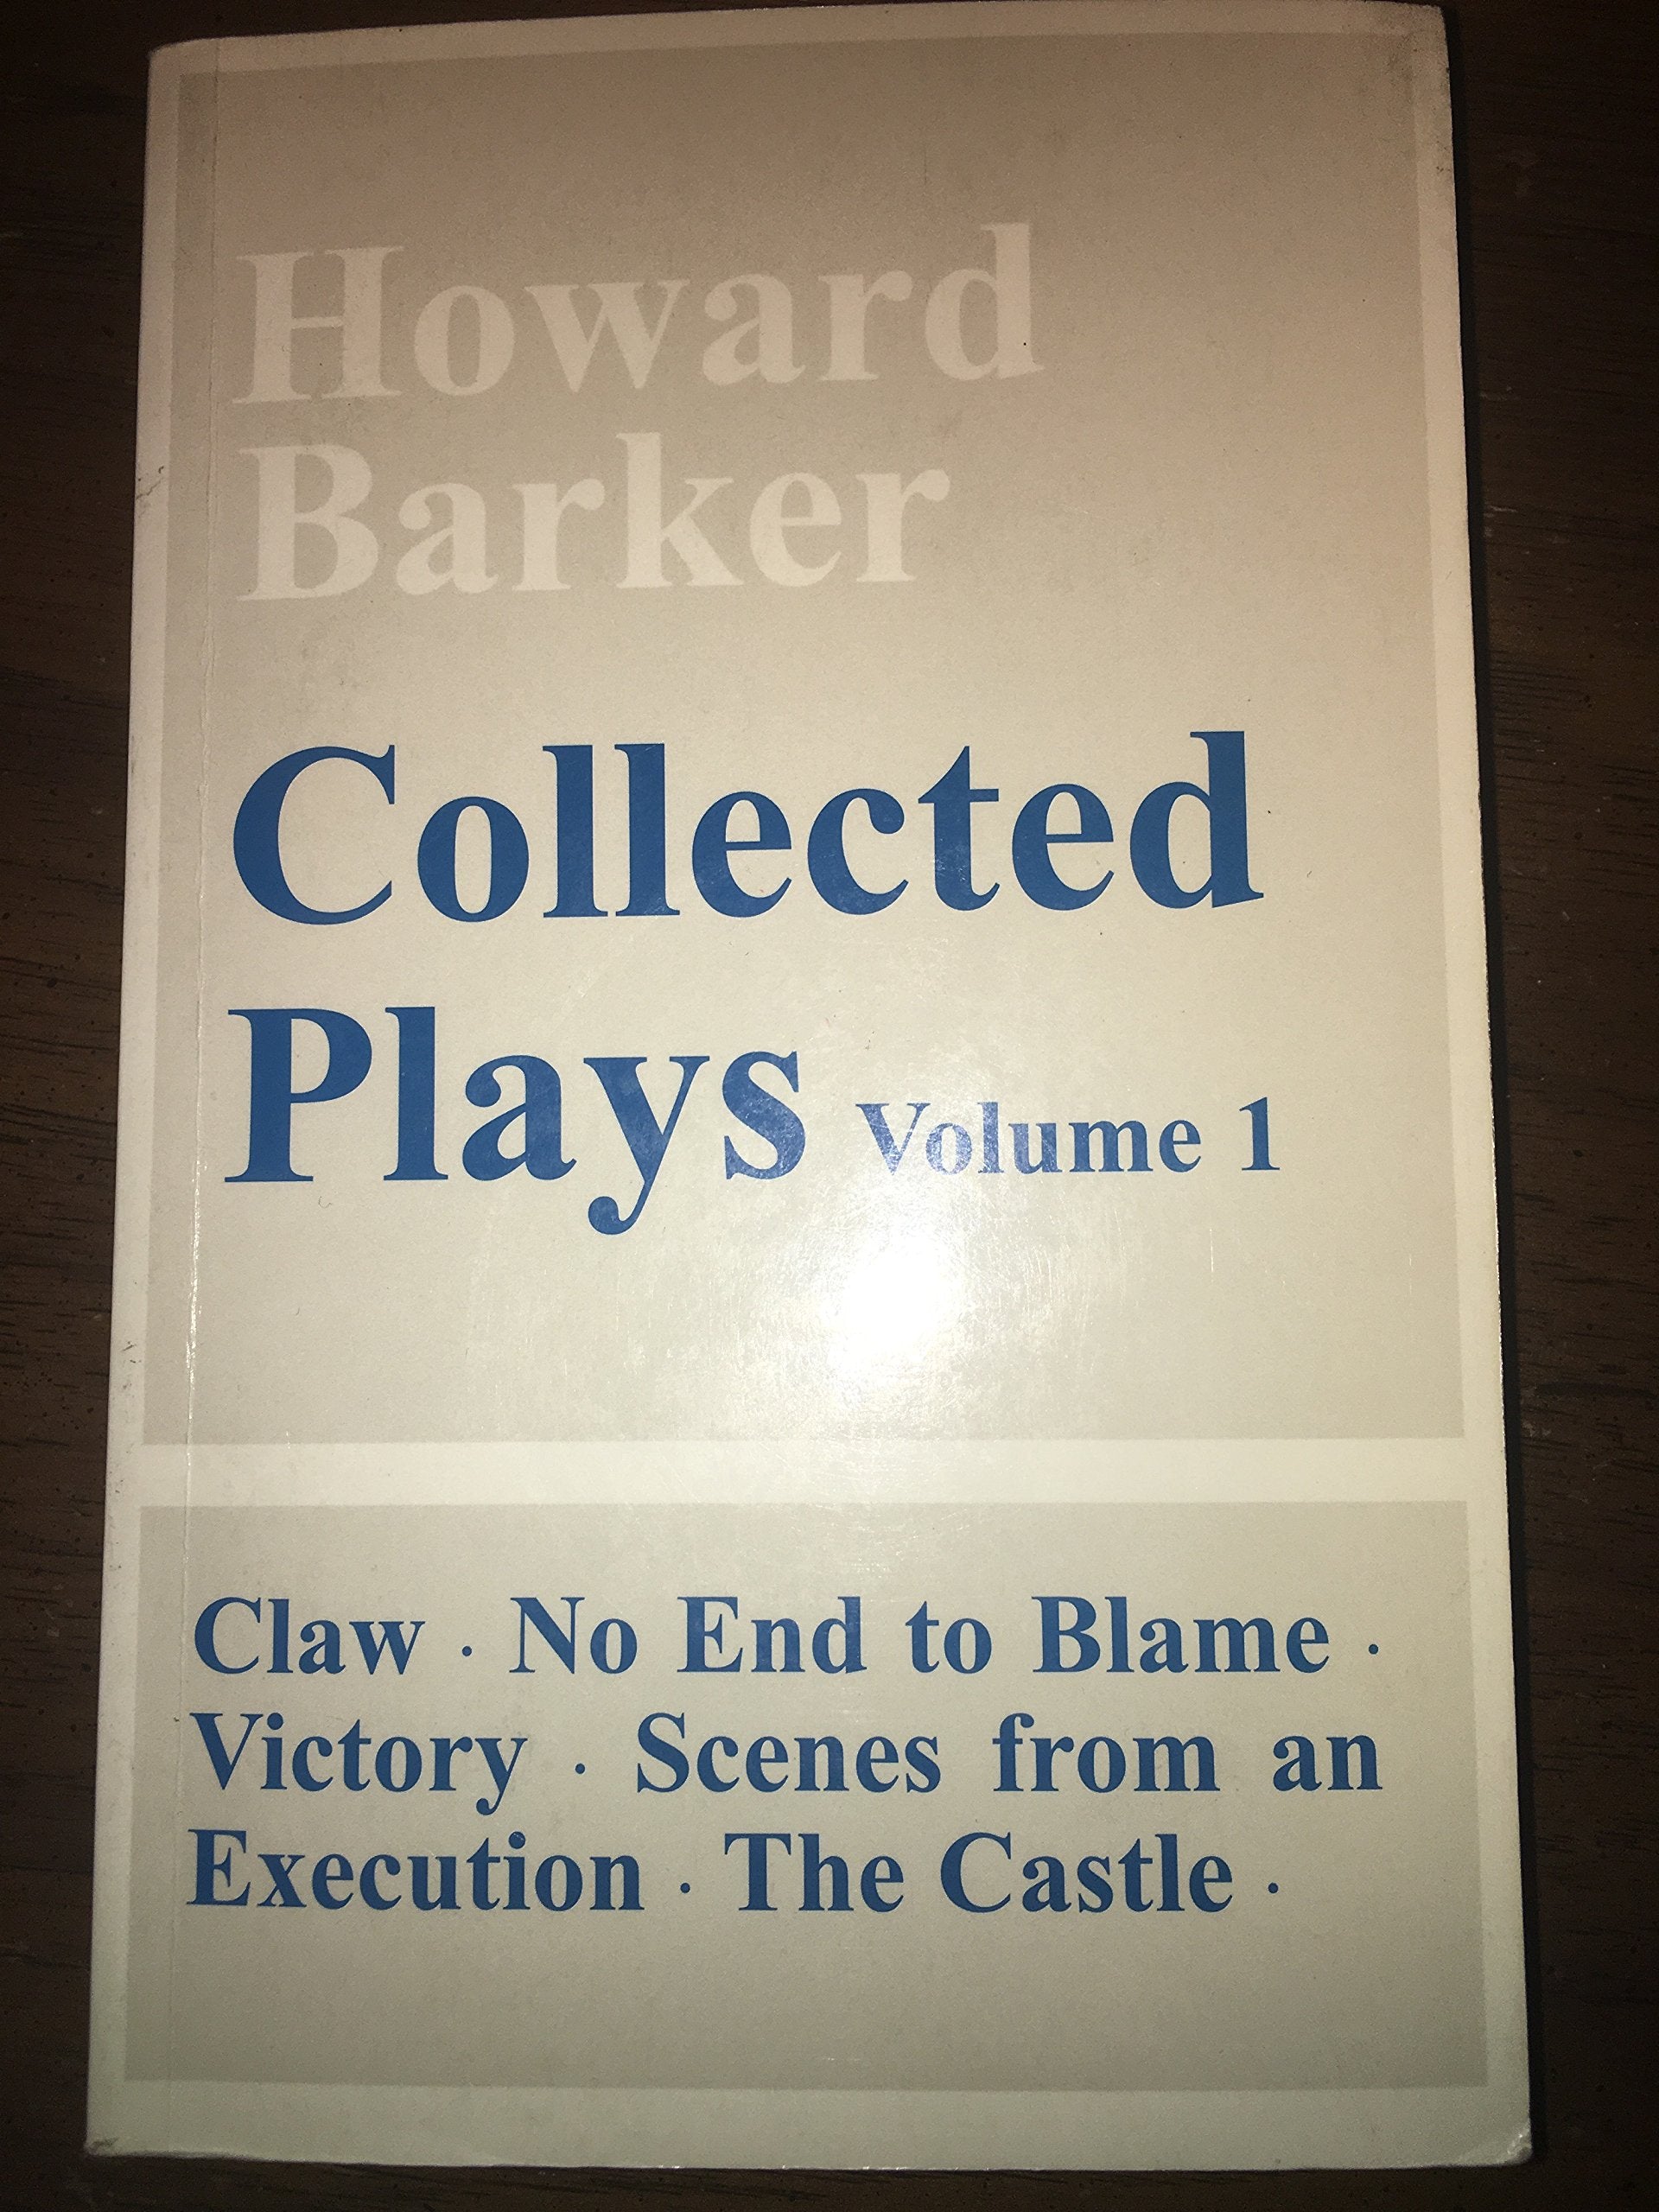 Howard
Barker
Collected
Plays Volume 1
Claw · No End to Blame ·
Victory · Scenes from an
Execution · The Castle ·